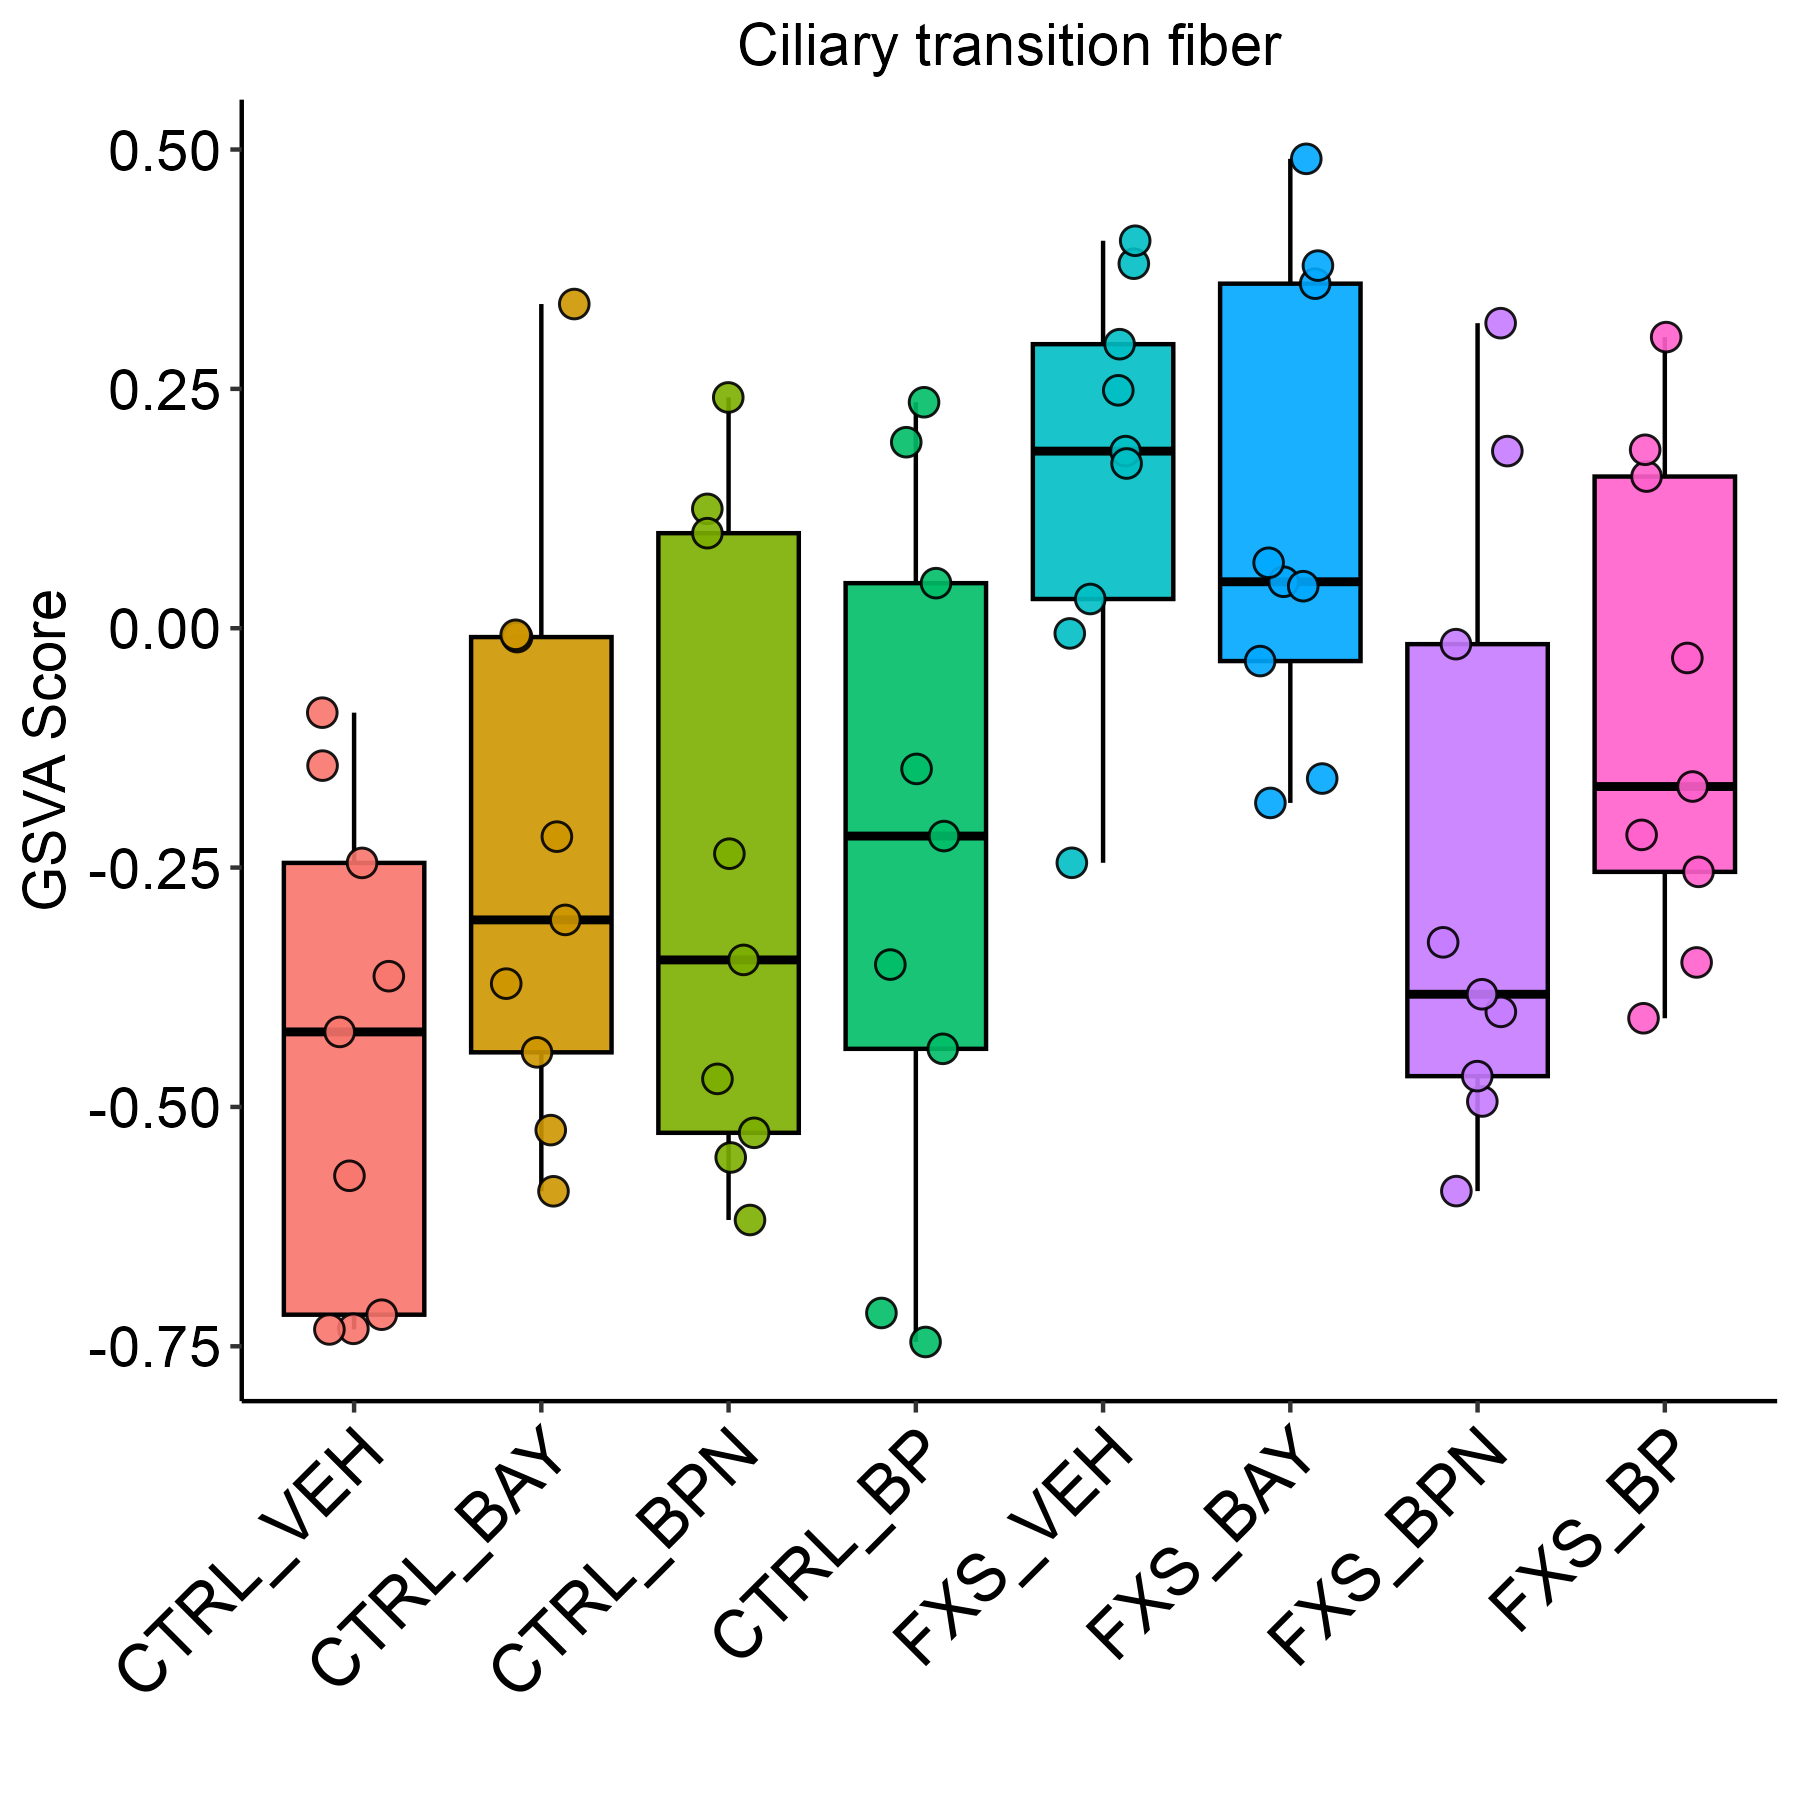 Ciliary transition fiber
GSVA Score
0.50
0.25
0.00
-0.25
-0.50
-0.75
CTRL_VEH
CTRL_BAY
CTRL_BPN
CTRL_BP
FXS_VEH
FXS_BAY
FXS_BPN
FXS_BP